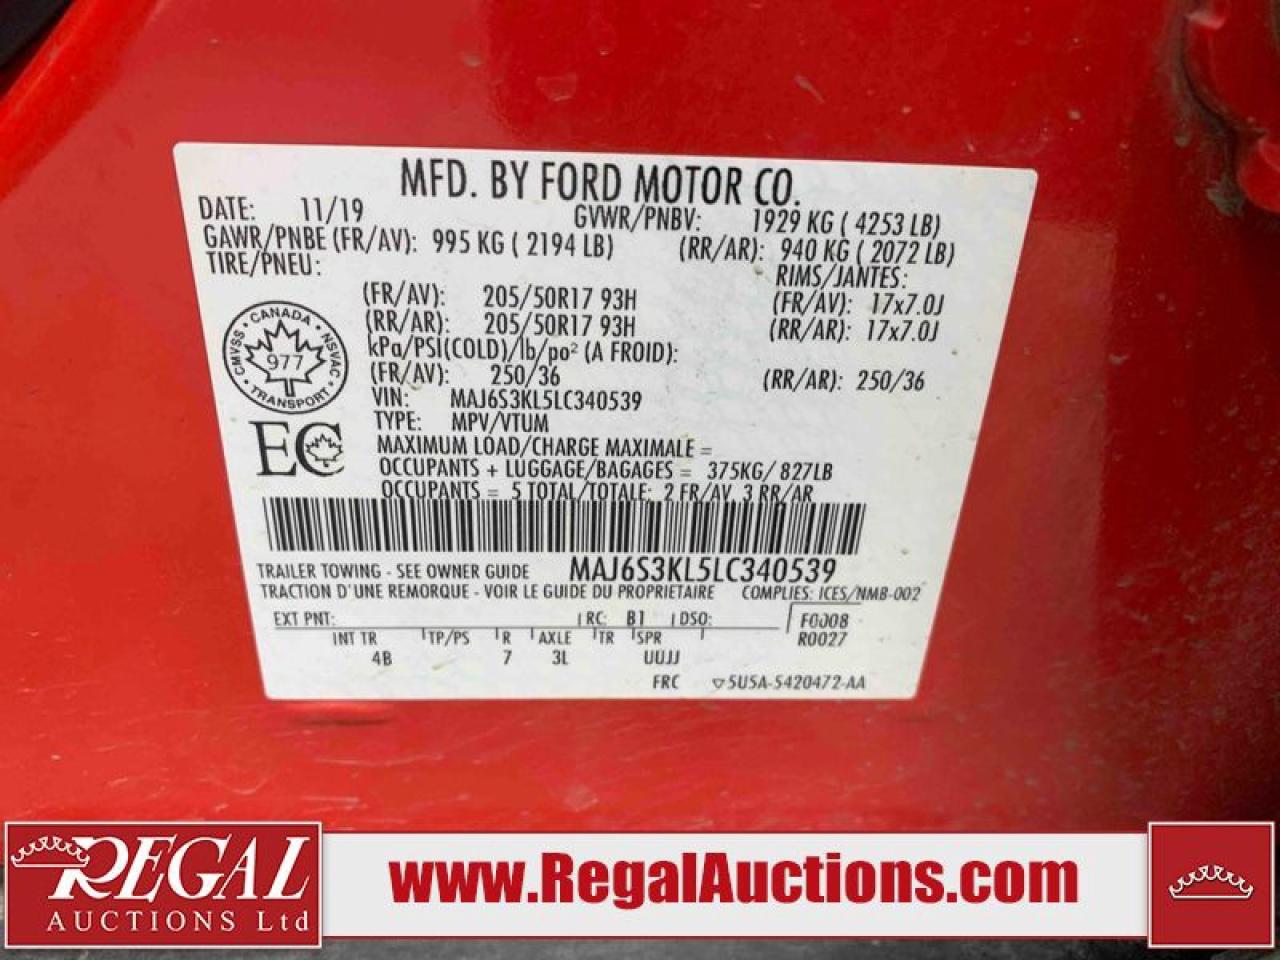 MFD. BY FORD MOTOR CO.
DATE: 11/19 GVWR/PNBV: 1929 KG ( 4253 LB)
GAWR/PNBE (FR/AV): 995 KG ( 2194 LB) (RR/AR): 940 KG ( 2072 LB)
TIRE/PNEU: RIMS/JANTES:
(FR/AV): 205/50R17 93H (FR/AV): 17x7.0J
(RR/AR): 205/50R17 93H (RR/AR): 17x7.0J
kPa/PSI(COLD)/lb/po² (A FROID):
(FR/AV): 250/36 (RR/AR): 250/36
VIN: MAJ6S3KL5LC340539
TYPE: MPV/VTUM
CANADA • NSVAC • TRANSPORT • CMVSS •
977
EC
MAXIMUM LOAD/CHARGE MAXIMALE =
OCCUPANTS + LUGGAGE/BAGAGES = 375KG/ 827LB
OCCUPANTS = 5 TOTAL/TOTALE: 2 FR/AV 3 RR/AR
TRAILER TOWING - SEE OWNER GUIDE MAJ6S3KL5LC340539
TRACTION D'UNE REMORQUE - VOIR LE GUIDE DU PROPRIETAIRE COMPLIES: ICES/NMB-002
EXT PNT: RC: B1 DSO: F0008
R0027
INT TR TP/PS R AXLE TR SPR
4B 7 3L UUJJ
FRC ▽5U5A-5420472-AA
REGAL
AUCTIONS Ltd
www.RegalAuctions.com